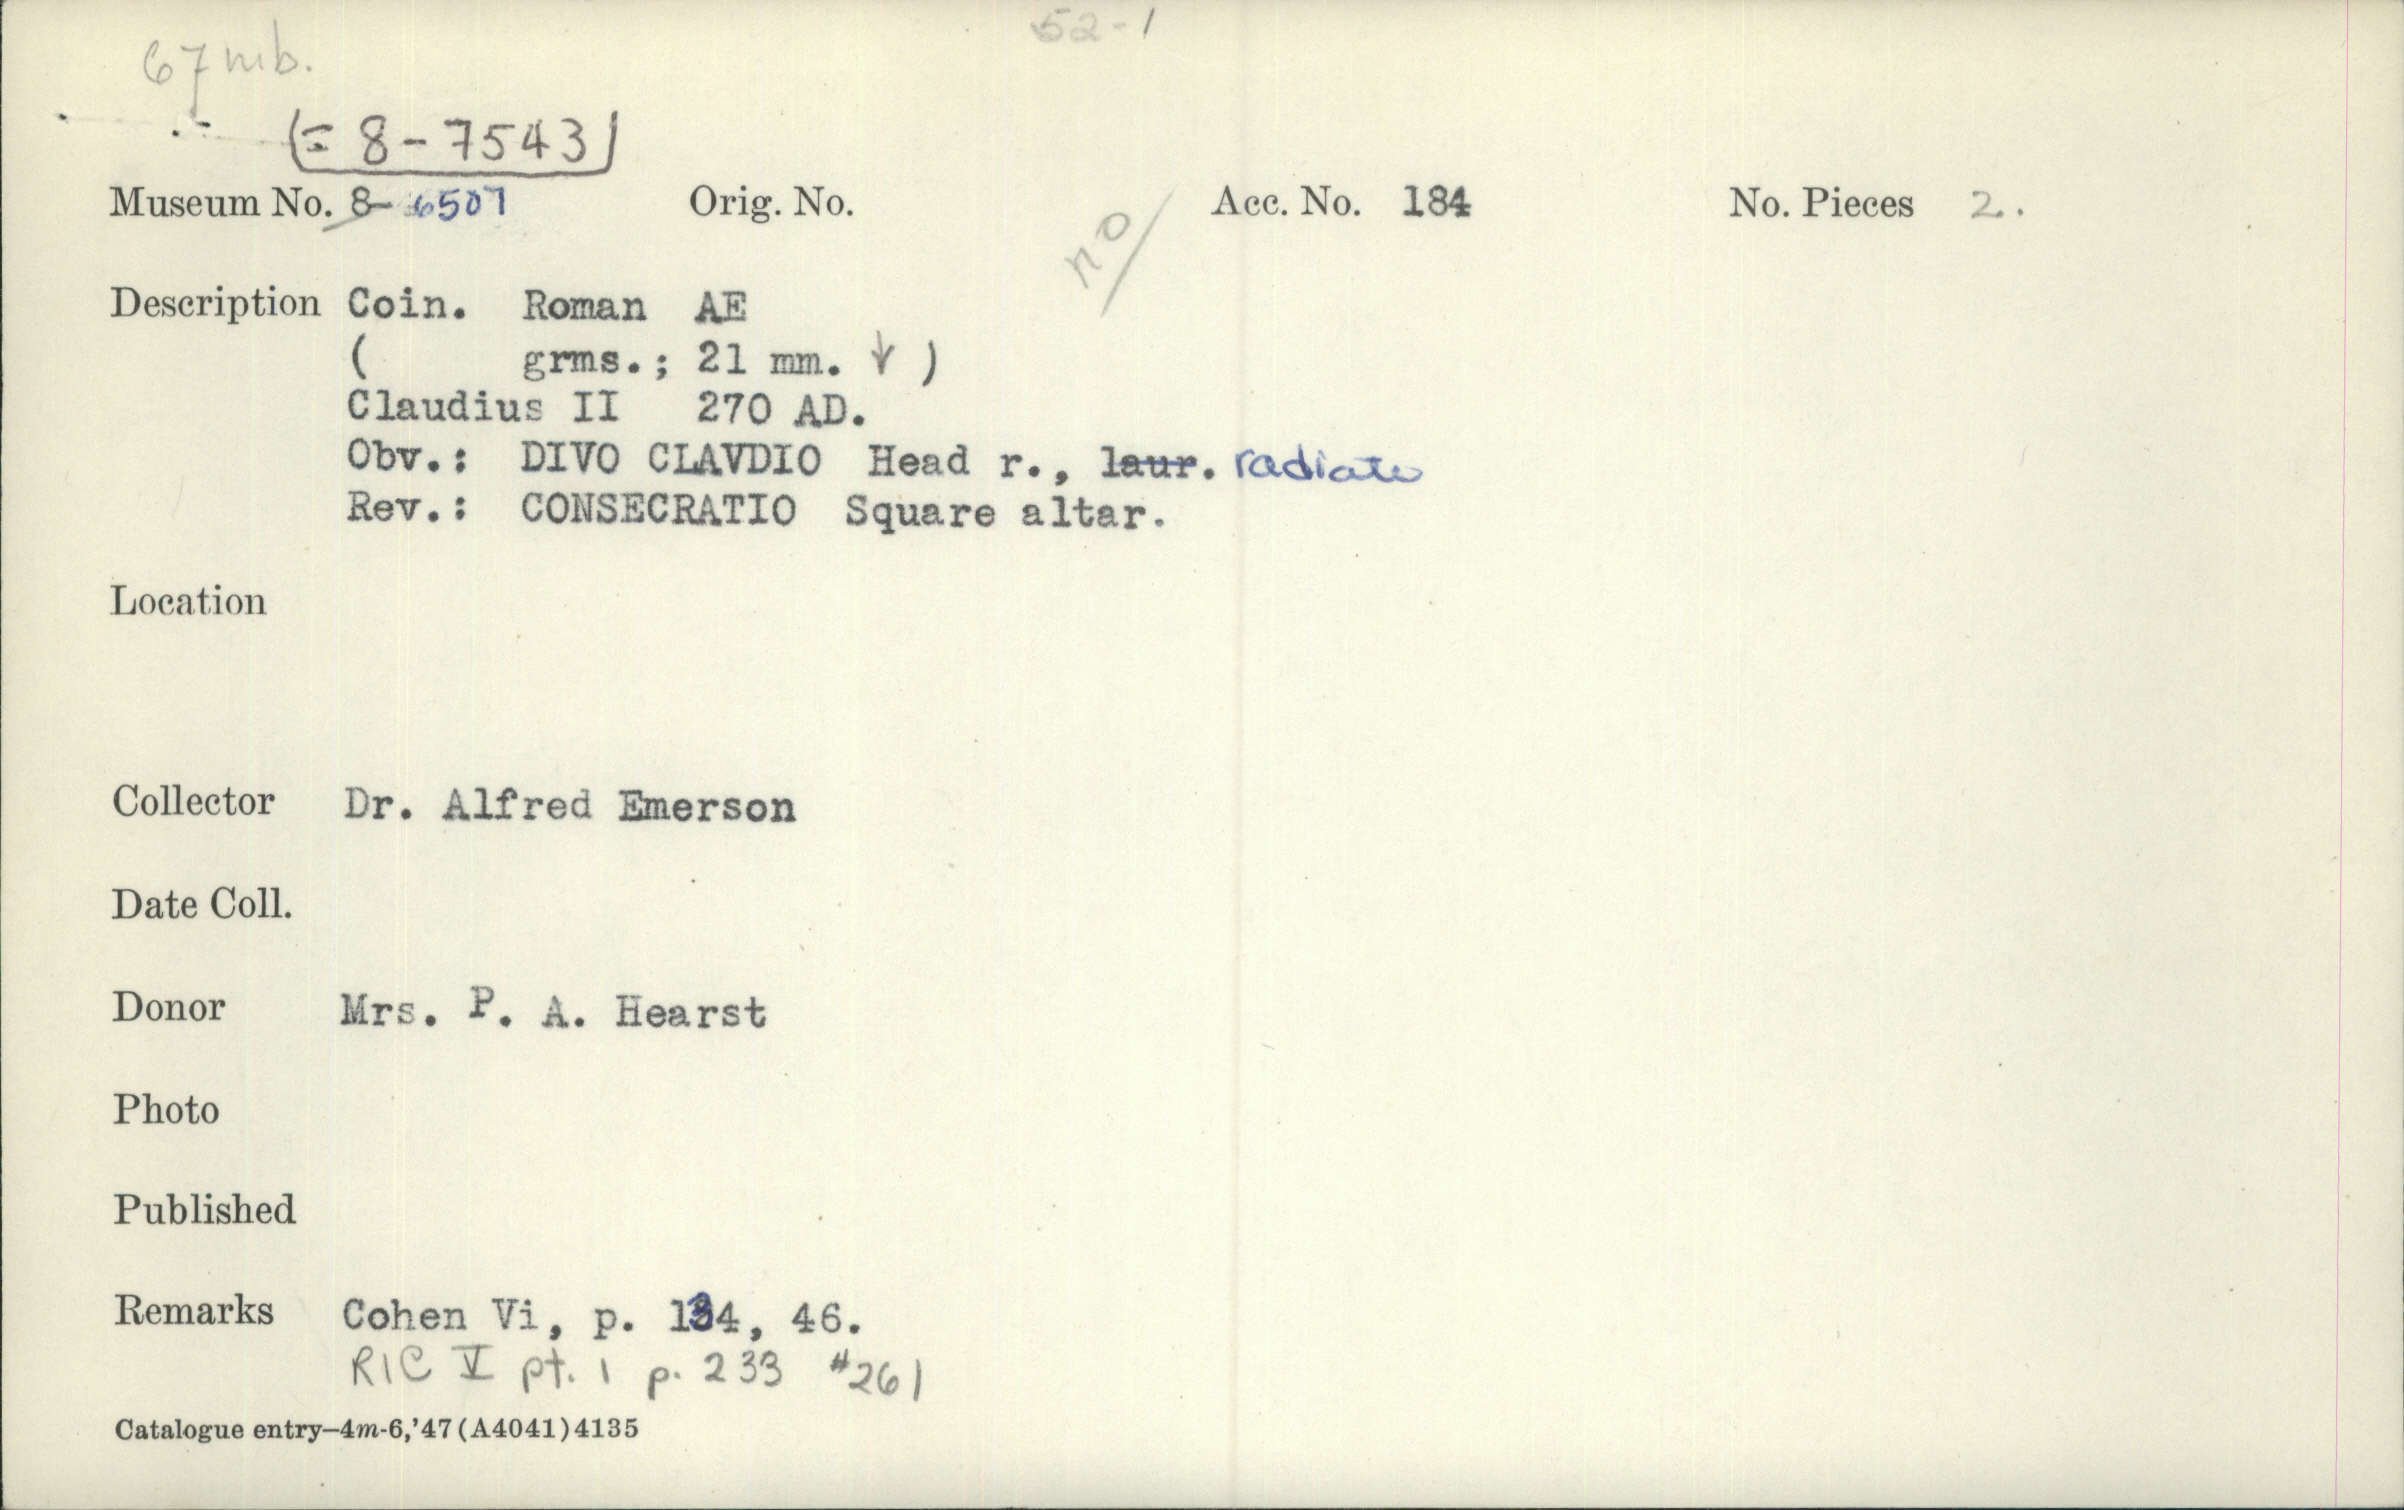 67 mb.
52-1
(= 8-7543)
Museum No. 8-6507 Orig. No. no Acc. No. 184 No. Pieces 2.
Description Coin. Roman AE
( grms.; 21 mm. ↓ )
Claudius II 270 AD.
Obv.: DIVO CLAVDIO Head r., laur. radiate
Rev.: CONSECRATIO Square altar.
Location
Collector Dr. Alfred Emerson
Date Coll.
Donor Mrs. P. A. Hearst
Photo
Published
Remarks Cohen Vi, p. 134, 46.
RIC V pt. 1 p. 233 #261
Catalogue entry—4m-6,'47(A4041)4135